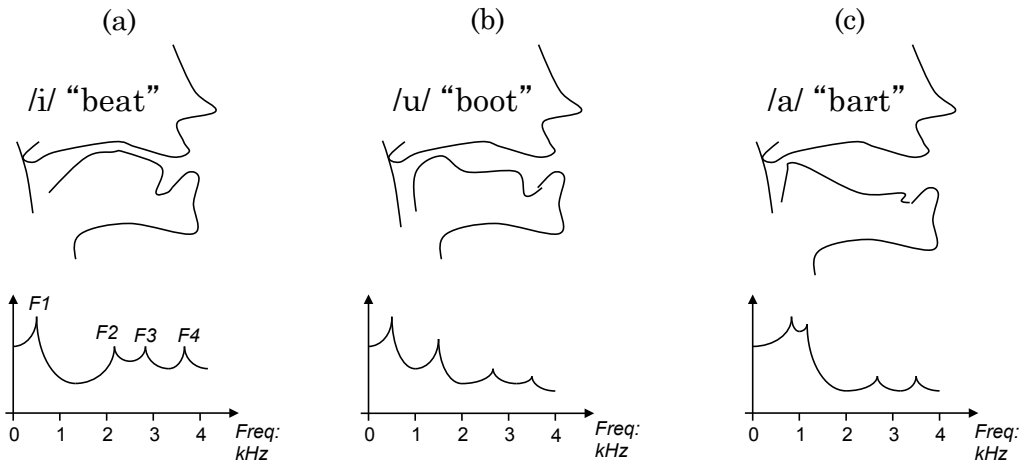 (a)
(b)
(c)
/i/ “beat”
/u/ “boot”
/a/ “bart”
F1
F2
F3
F4
0 1 2 3 4
Freq:
kHz
0 1 2 3 4
Freq:
kHz
0 1 2 3 4
Freq:
kHz